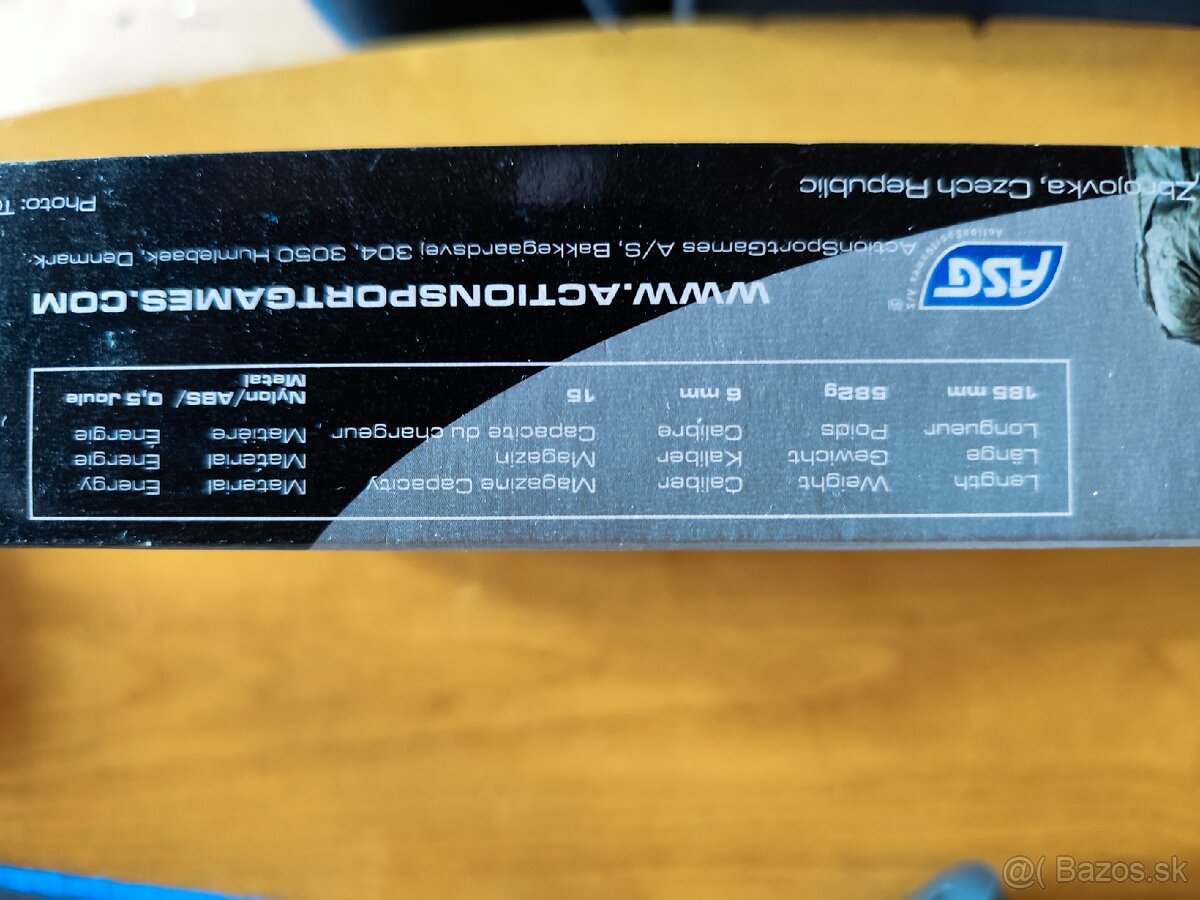 Length Weight Caliber Magazine Capacity Material Energy
Länge Gewicht Kaliber Magazin Material Energie
Longueur Poids Calibre Capacite du chargeur Matière Énergie
185 mm 582g 6 mm 15 Nylon/ABS/ 0,5 Joule
Metal
ASG
ActionSportGames A/S
®
WWW.ACTIONSPORTGAMES.COM
ActionSportGames A/S, Bakkegaardsvej 304, 3050 Humlebaek, Denmark.
Zbrojovka, Czech Republic Photo:
@( Bazos.sk